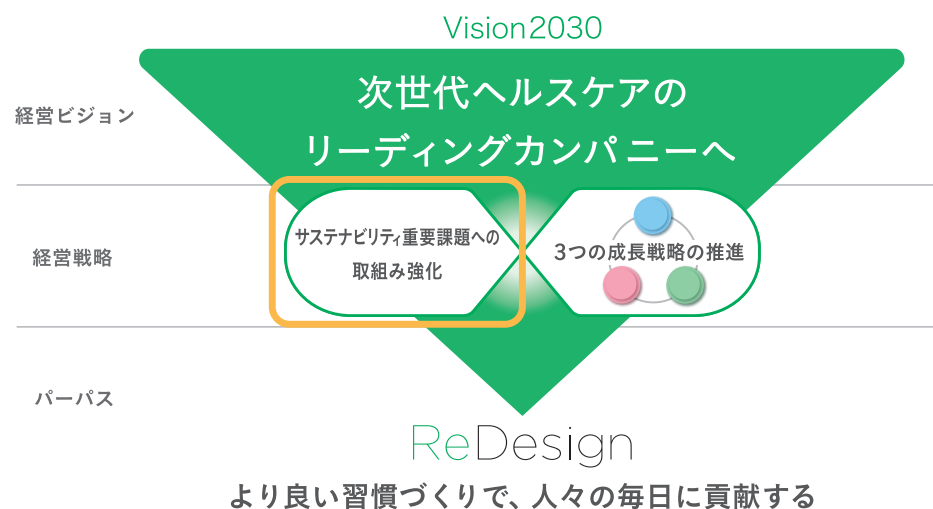 Vision2030
経営ビジョン
次世代ヘルスケアの
リーディングカンパニーへ
経営戦略
サステナビリティ重要課題への
取組み強化
3つの成長戦略の推進
パーパス
ReDesign
より良い習慣づくりで、人々の毎日に貢献する